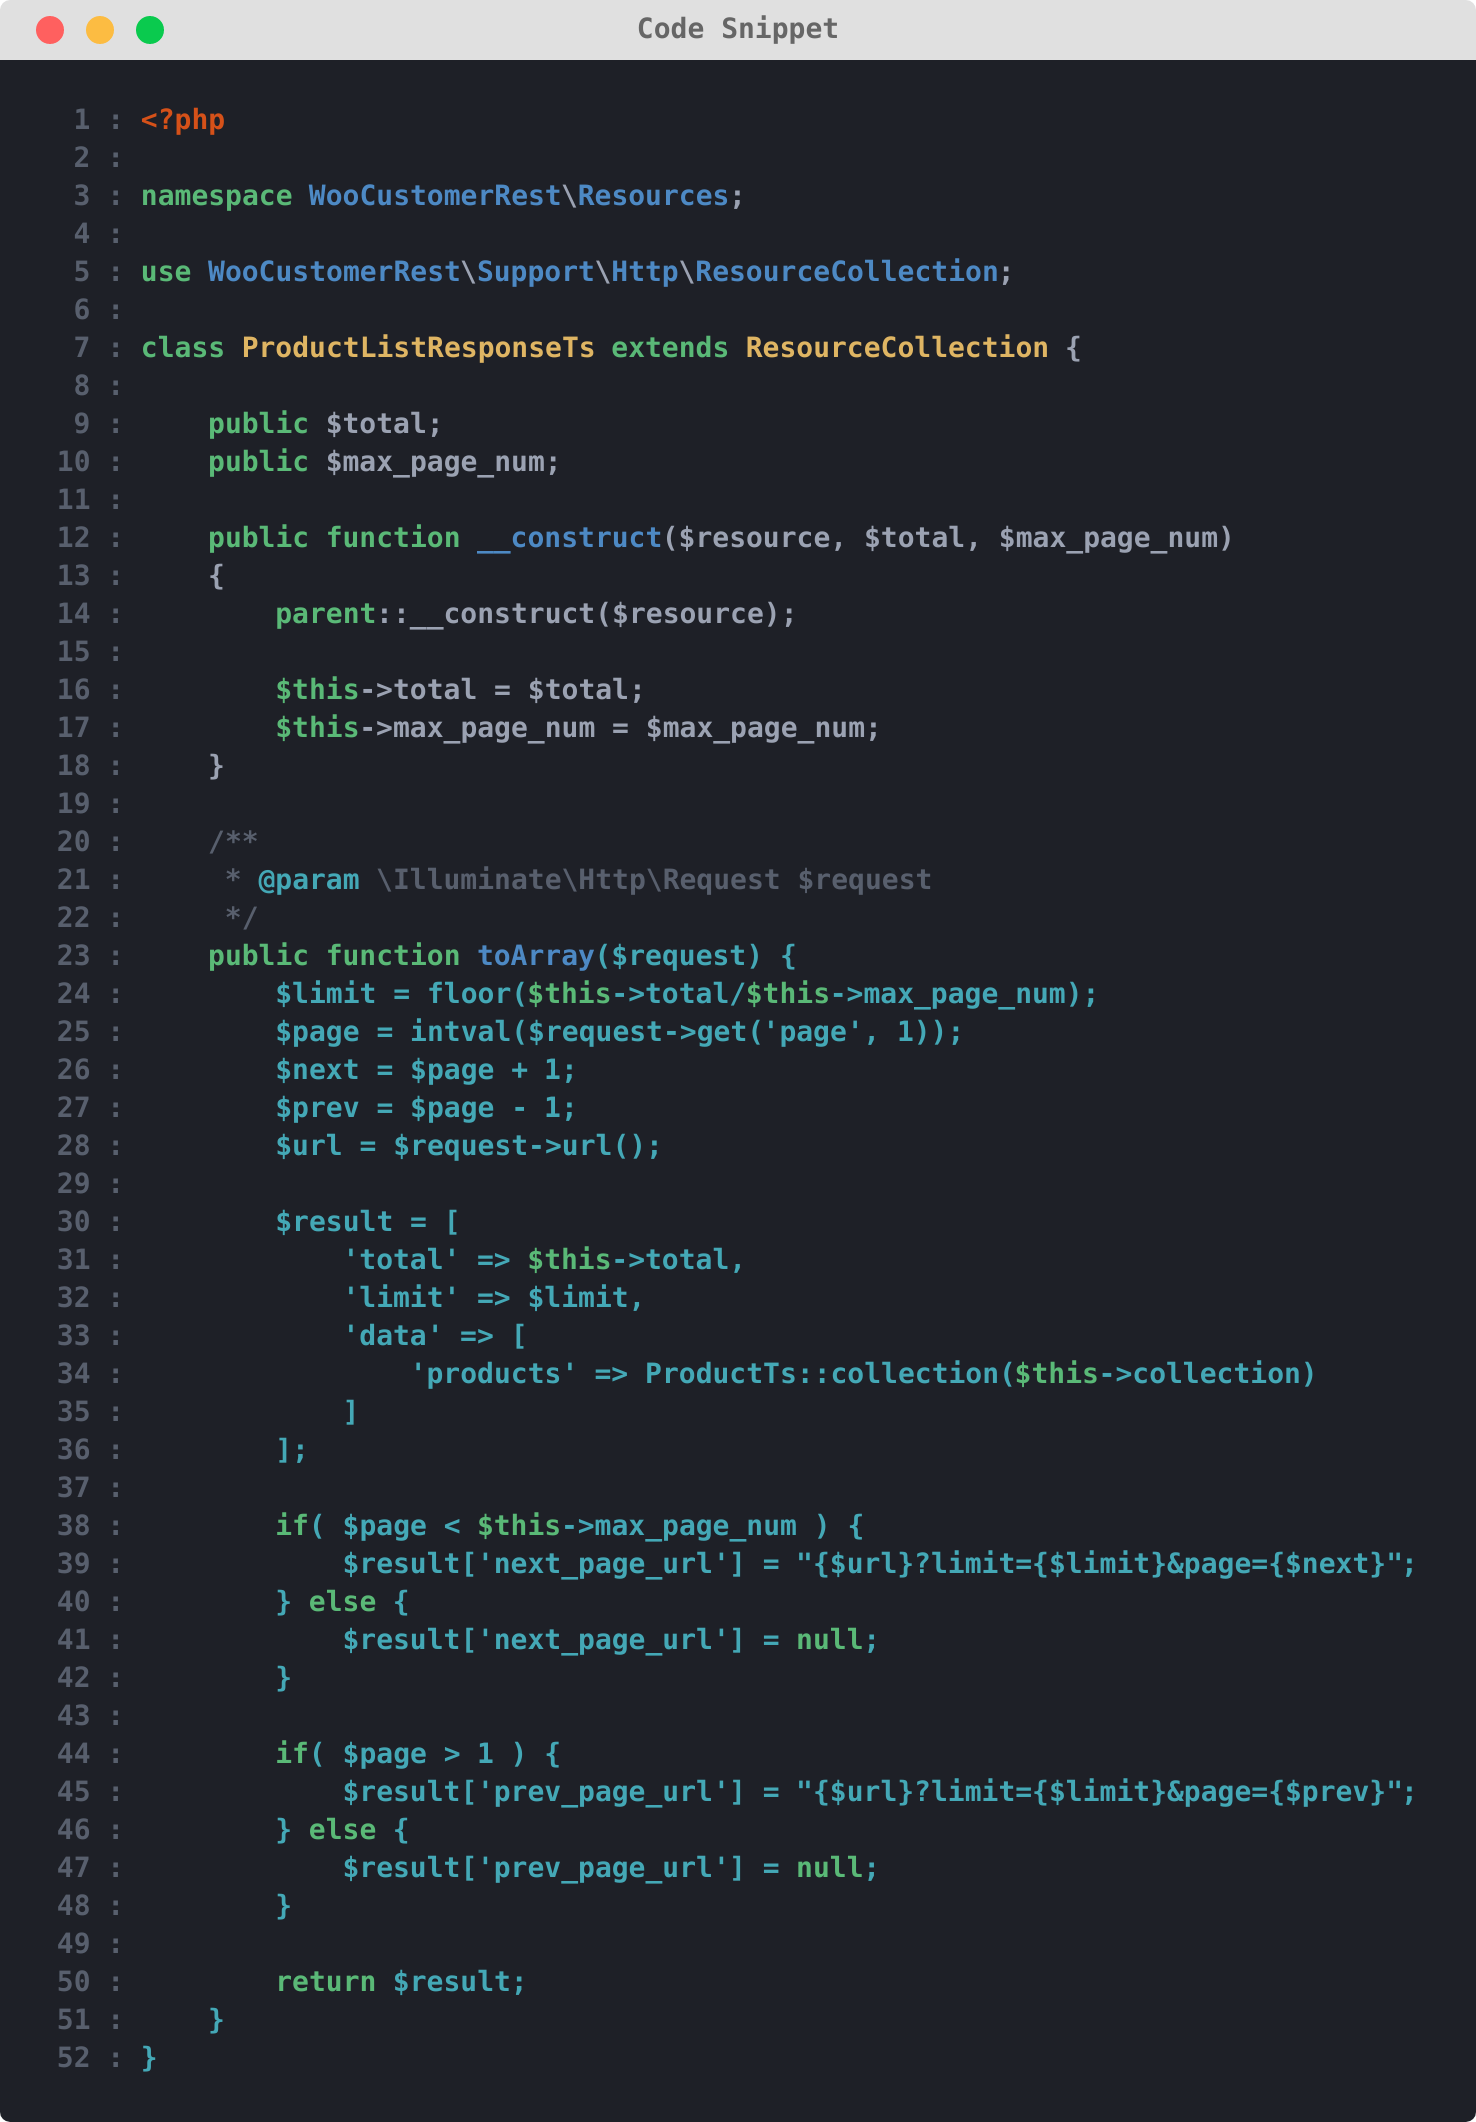 Code Snippet
1 : <?php
2 :
3 : namespace WooCustomerRest\Resources;
4 :
5 : use WooCustomerRest\Support\Http\ResourceCollection;
6 :
7 : class ProductListResponseTs extends ResourceCollection {
8 :
9 :     public $total;
10 :     public $max_page_num;
11 :
12 :     public function __construct($resource, $total, $max_page_num)
13 :     {
14 :         parent::__construct($resource);
15 :
16 :         $this->total = $total;
17 :         $this->max_page_num = $max_page_num;
18 :     }
19 :
20 :     /**
21 :      * @param \Illuminate\Http\Request $request
22 :      */
23 :     public function toArray($request) {
24 :         $limit = floor($this->total/$this->max_page_num);
25 :         $page = intval($request->get('page', 1));
26 :         $next = $page + 1;
27 :         $prev = $page - 1;
28 :         $url = $request->url();
29 :
30 :         $result = [
31 :             'total' => $this->total,
32 :             'limit' => $limit,
33 :             'data' => [
34 :                 'products' => ProductTs::collection($this->collection)
35 :             ]
36 :         ];
37 :
38 :         if( $page < $this->max_page_num ) {
39 :             $result['next_page_url'] = "{$url}?limit={$limit}&page={$next}";
40 :         } else {
41 :             $result['next_page_url'] = null;
42 :         }
43 :
44 :         if( $page > 1 ) {
45 :             $result['prev_page_url'] = "{$url}?limit={$limit}&page={$prev}";
46 :         } else {
47 :             $result['prev_page_url'] = null;
48 :         }
49 :
50 :         return $result;
51 :     }
52 : }